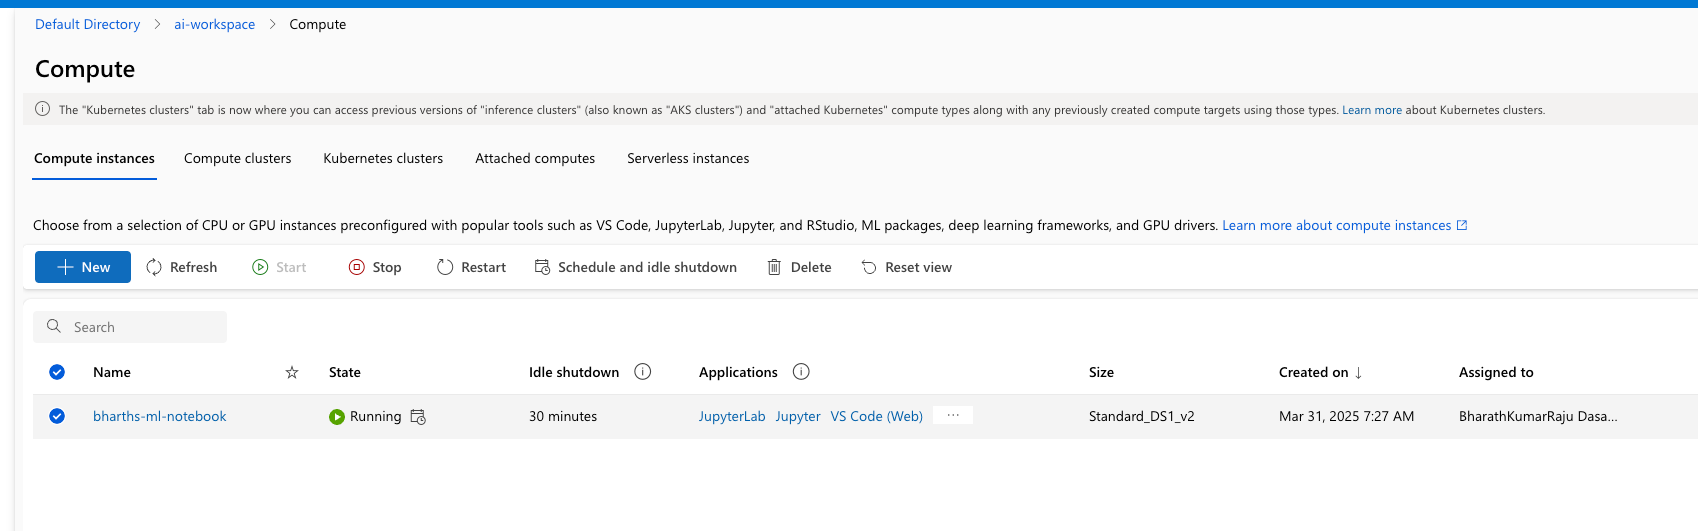 Default Directory > ai-workspace > Compute
Compute
The "Kubernetes clusters" tab is now where you can access previous versions of "inference clusters" (also known as "AKS clusters") and "attached Kubernetes" compute types along with any previously created compute targets using those types. Learn more about Kubernetes clusters.
Compute instances Compute clusters Kubernetes clusters Attached computes Serverless instances
Choose from a selection of CPU or GPU instances preconfigured with popular tools such as VS Code, JupyterLab, Jupyter, and RStudio, ML packages, deep learning frameworks, and GPU drivers. Learn more about compute instances
New Refresh Start Stop Restart Schedule and idle shutdown Delete Reset view
Search
Name State Idle shutdown Applications Size Created on ↓ Assigned to
bharths-ml-notebook Running 30 minutes JupyterLab Jupyter VS Code (Web) ... Standard_DS1_v2 Mar 31, 2025 7:27 AM BharathKumarRaju Dasa...